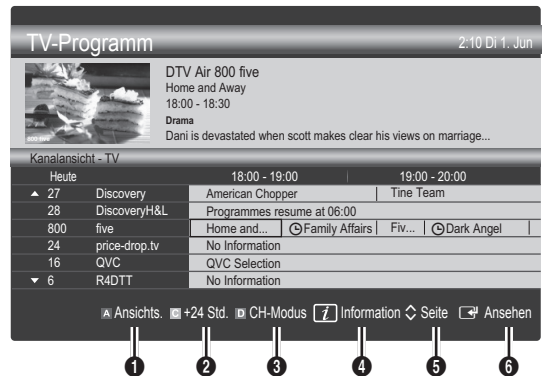 TV-Programm 2:10 Di 1. Jun
DTV Air 800 five
Home and Away
18:00 - 18:30
Drama
Dani is devastated when scott makes clear his views on marriage...
800 five
Kanalansicht - TV
Heute 18:00 - 19:00 19:00 - 20:00
▲ 27 Discovery American Chopper Tine Team
28 DiscoveryH&L Programmes resume at 06:00
800 five Home and... Family Affairs Fiv... Dark Angel
24 price-drop.tv No Information
16 QVC QVC Selection
▼ 6 R4DTT No Information
A Ansichts. C +24 Std. D CH-Modus i Information Seite Ansehen
1 2 3 4 5 6